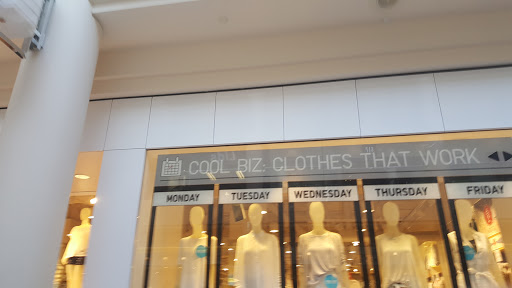 COOL BIZ: CLOTHES THAT WORK
MONDAY TUESDAY WEDNESDAY THURSDAY FRIDAY